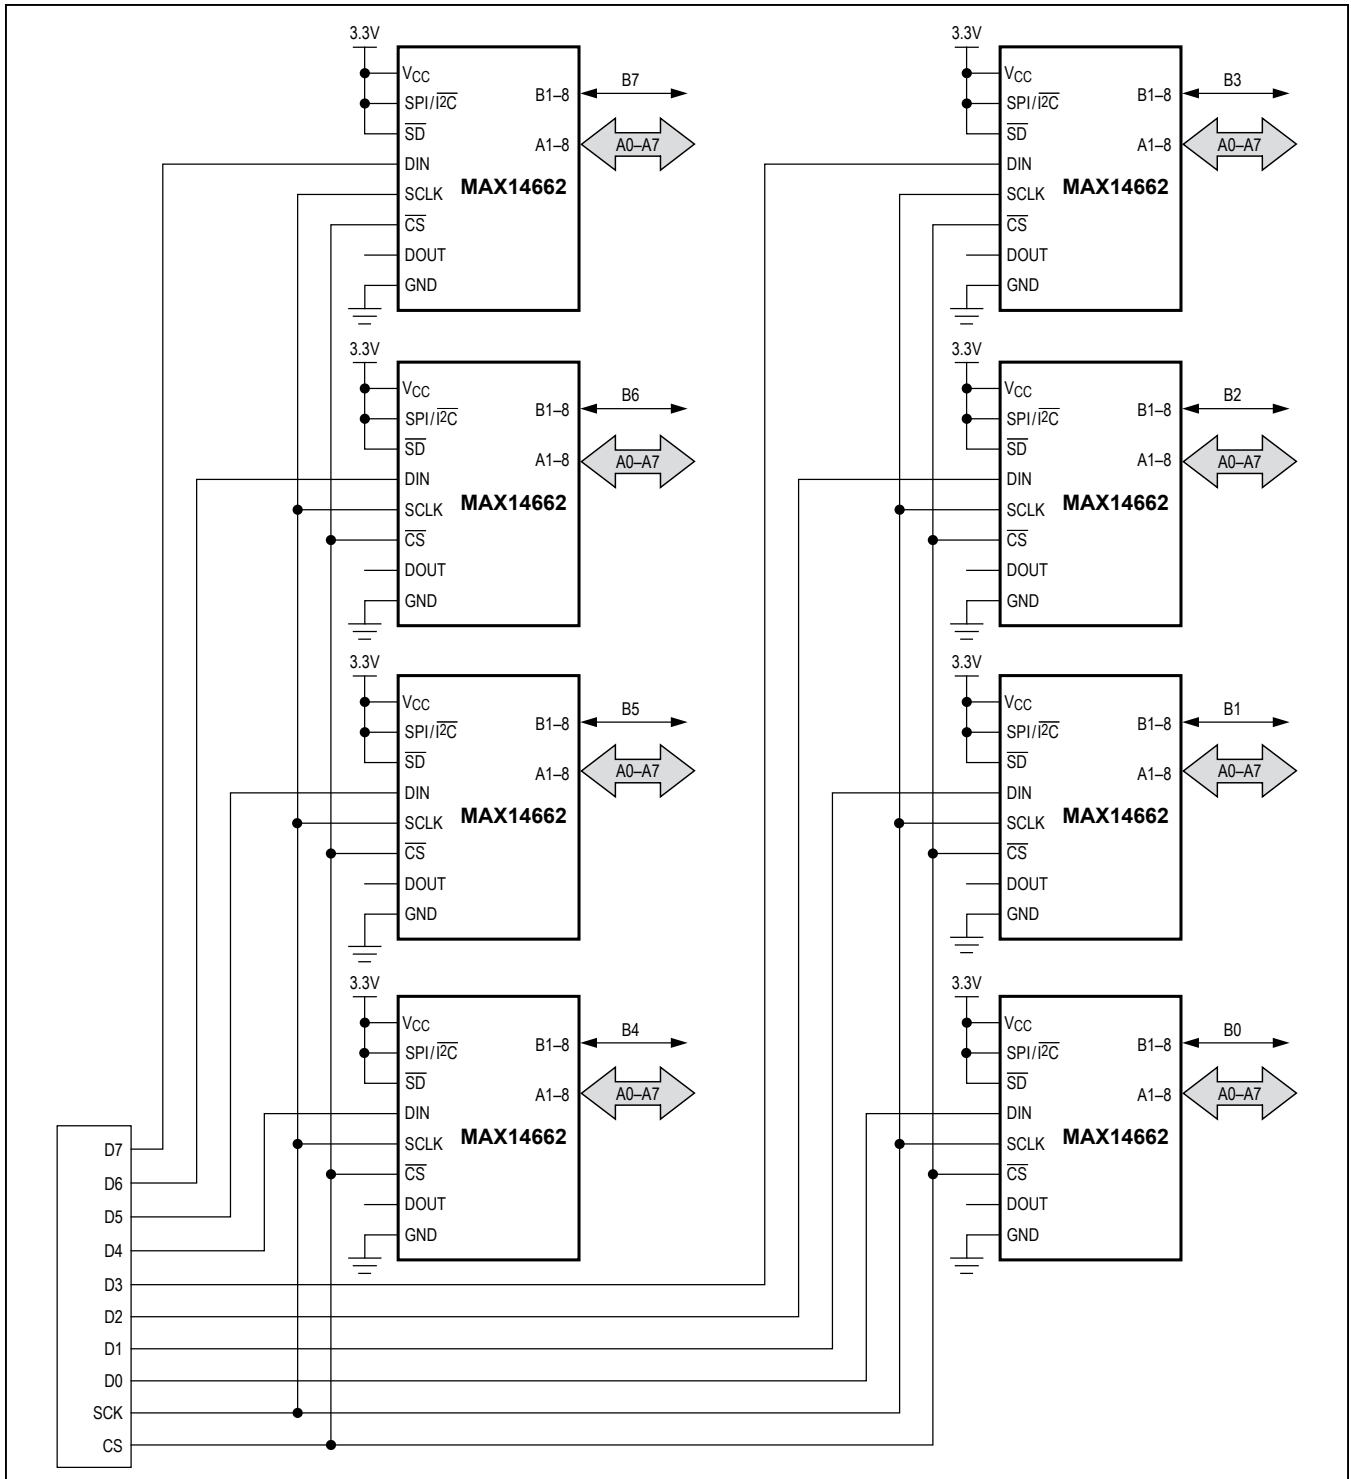 3.3V
VCC
SPI/I2C
SD
DIN
SCLK
CS
DOUT
GND
B1–8
A1–8
MAX14662
B7
A0–A7
3.3V
VCC
SPI/I2C
SD
DIN
SCLK
CS
DOUT
GND
B1–8
A1–8
MAX14662
B3
A0–A7
3.3V
VCC
SPI/I2C
SD
DIN
SCLK
CS
DOUT
GND
B1–8
A1–8
MAX14662
B6
A0–A7
3.3V
VCC
SPI/I2C
SD
DIN
SCLK
CS
DOUT
GND
B1–8
A1–8
MAX14662
B2
A0–A7
3.3V
VCC
SPI/I2C
SD
DIN
SCLK
CS
DOUT
GND
B1–8
A1–8
MAX14662
B5
A0–A7
3.3V
VCC
SPI/I2C
SD
DIN
SCLK
CS
DOUT
GND
B1–8
A1–8
MAX14662
B1
A0–A7
3.3V
VCC
SPI/I2C
SD
DIN
SCLK
CS
DOUT
GND
B1–8
A1–8
MAX14662
B4
A0–A7
3.3V
VCC
SPI/I2C
SD
DIN
SCLK
CS
DOUT
GND
B1–8
A1–8
MAX14662
B0
A0–A7
D7
D6
D5
D4
D3
D2
D1
D0
SCK
CS